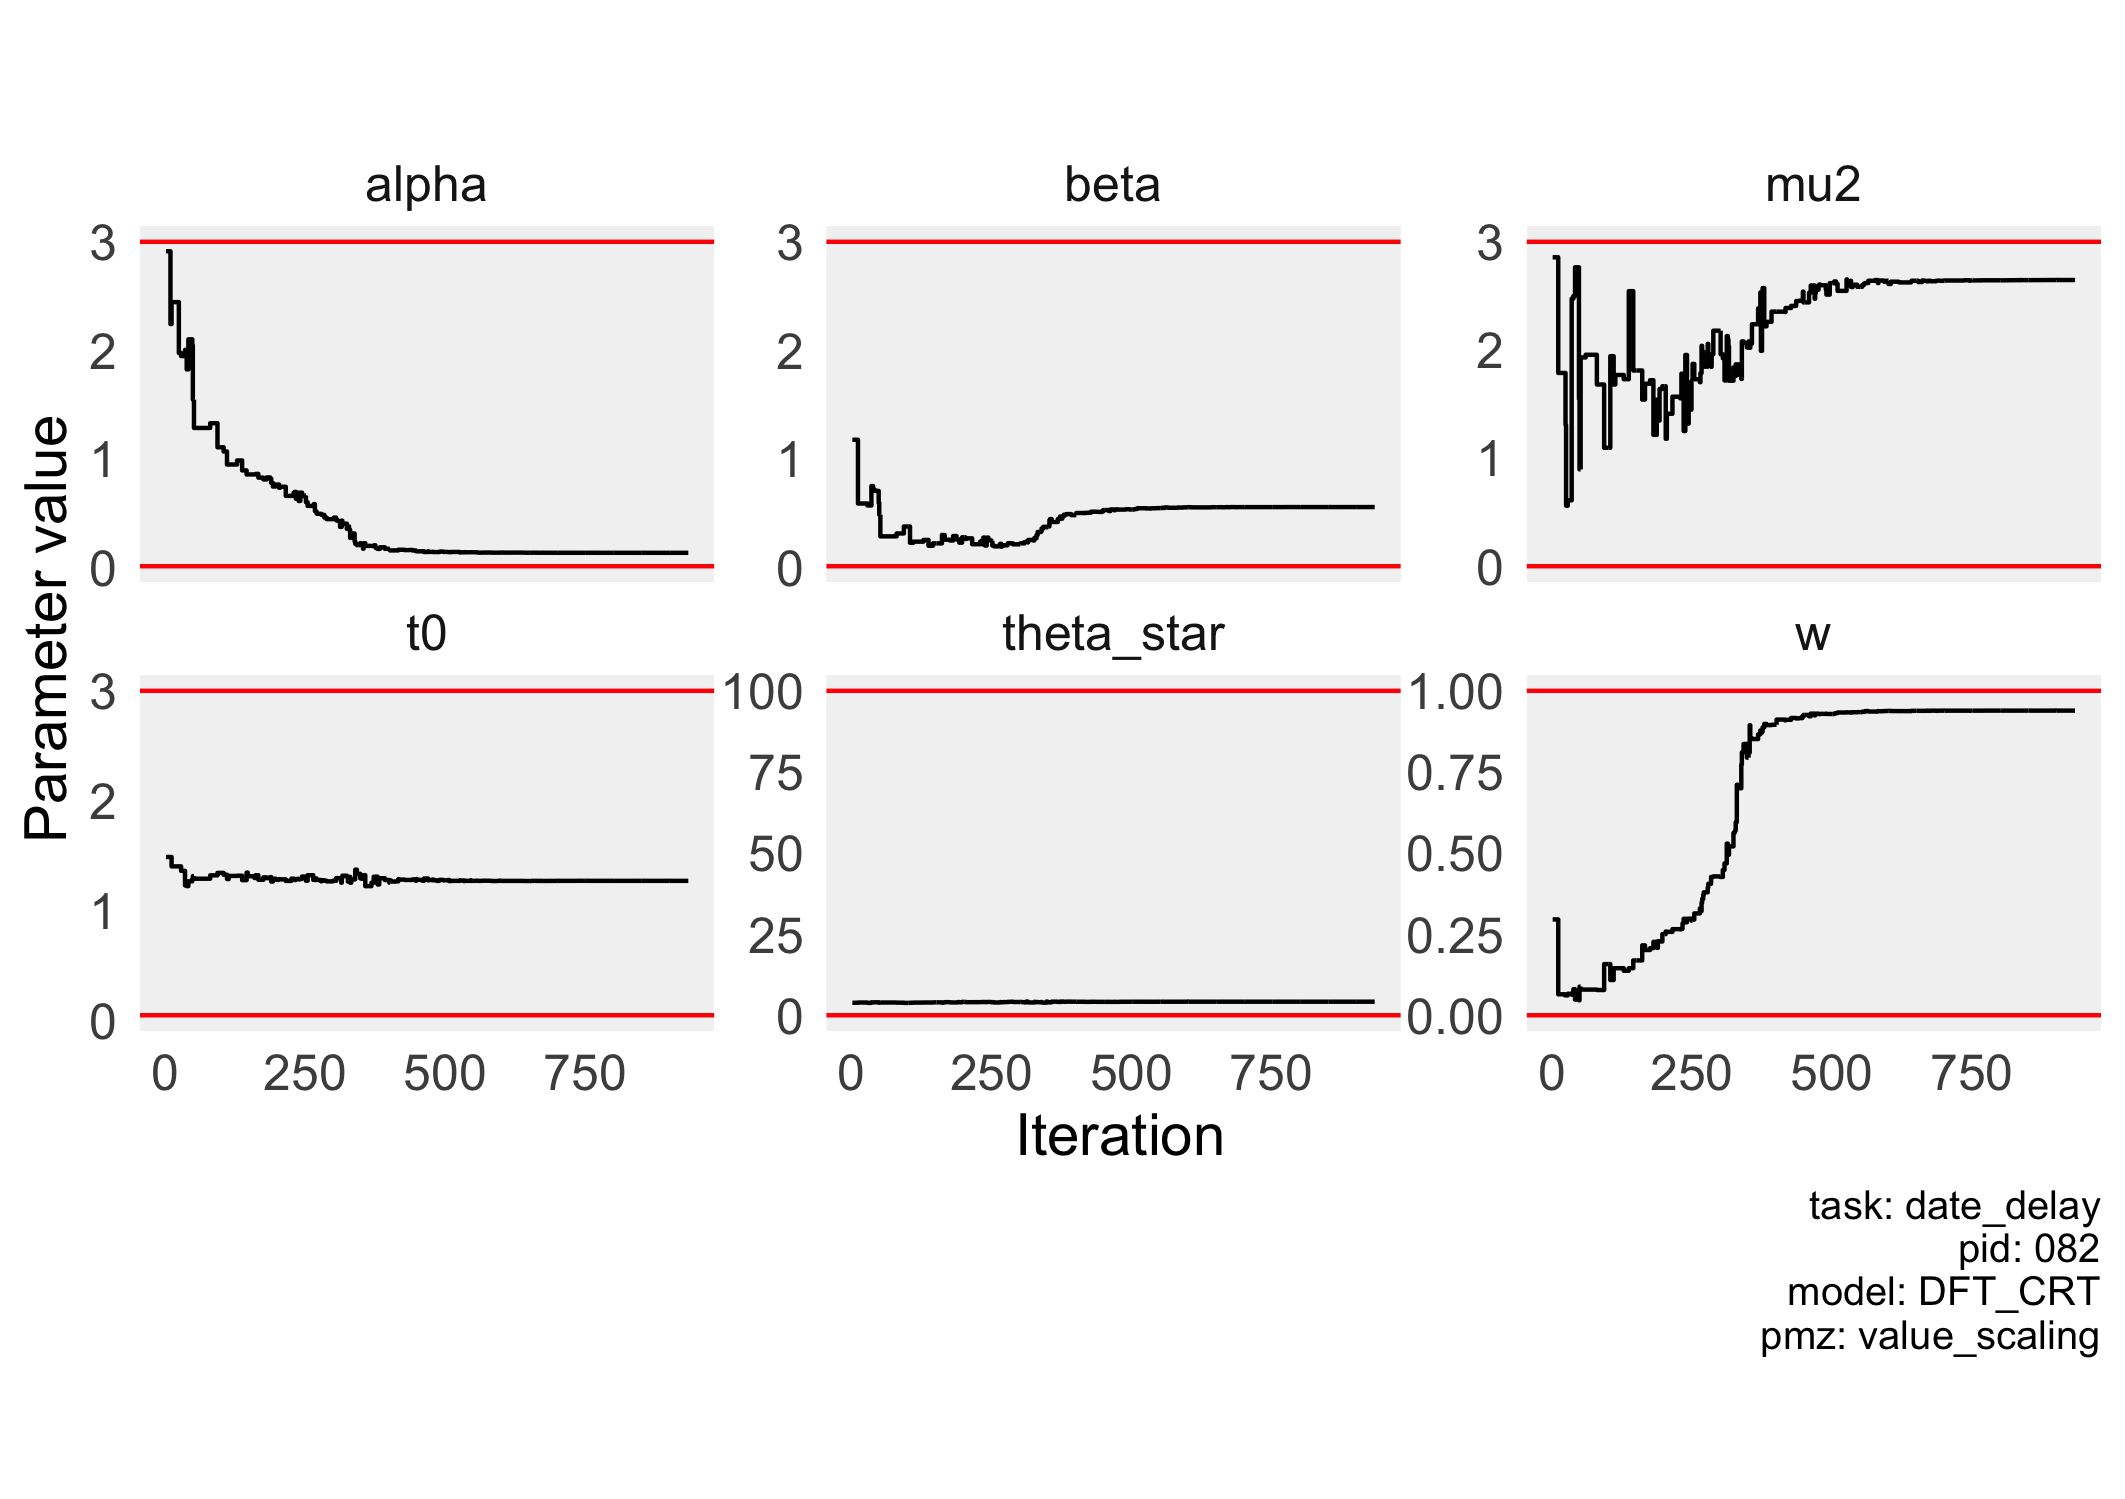 alpha beta mu2
3 3 3
2 2 2
1 1 1
0 0 0
t0 theta_star w
3 100 1.00
2 75 0.75
50 0.50
1 25 0.25
0 0 0.00
0 250 500 750 0 250 500 750 0 250 500 750
Parameter value
Iteration
task: date_delay
pid: 082
model: DFT_CRT
pmz: value_scaling